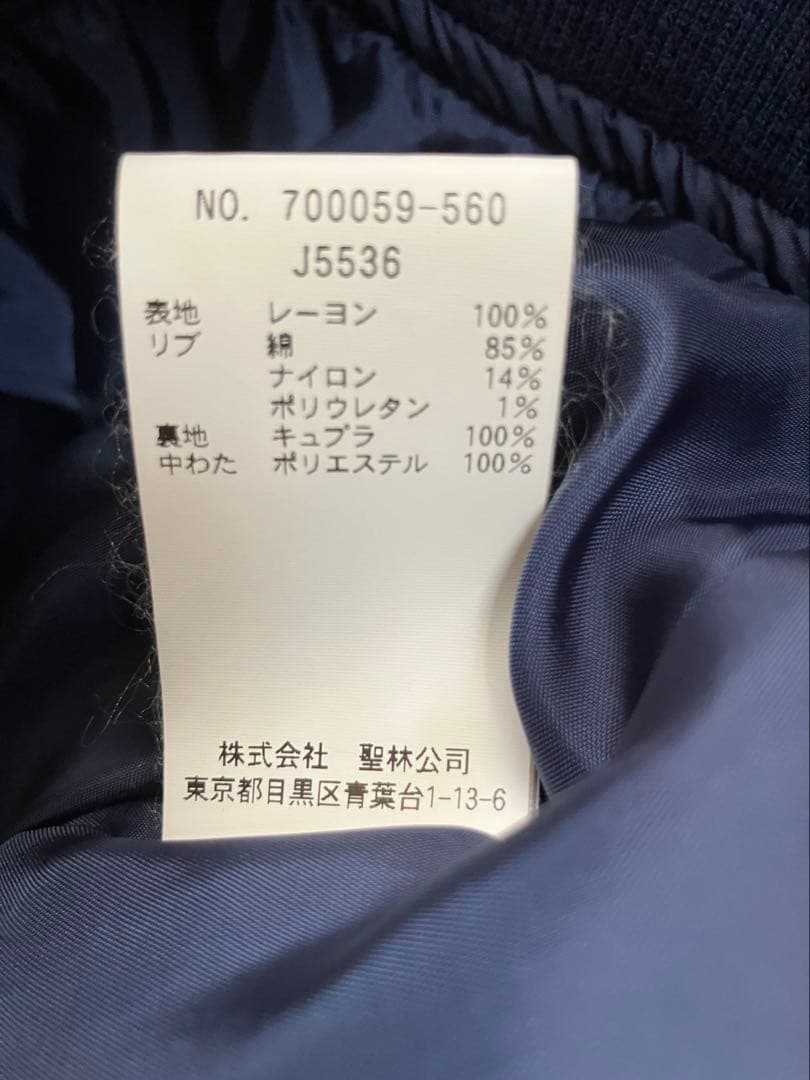 NO. 700059-560
J5536
表地 レーヨン 100%
リブ 綿 85%
ナイロン 14%
ポリウレタン 1%
裏地 キュプラ 100%
中わた ポリエステル 100%
株式会社 聖林公司
東京都目黒区青葉台1-13-6